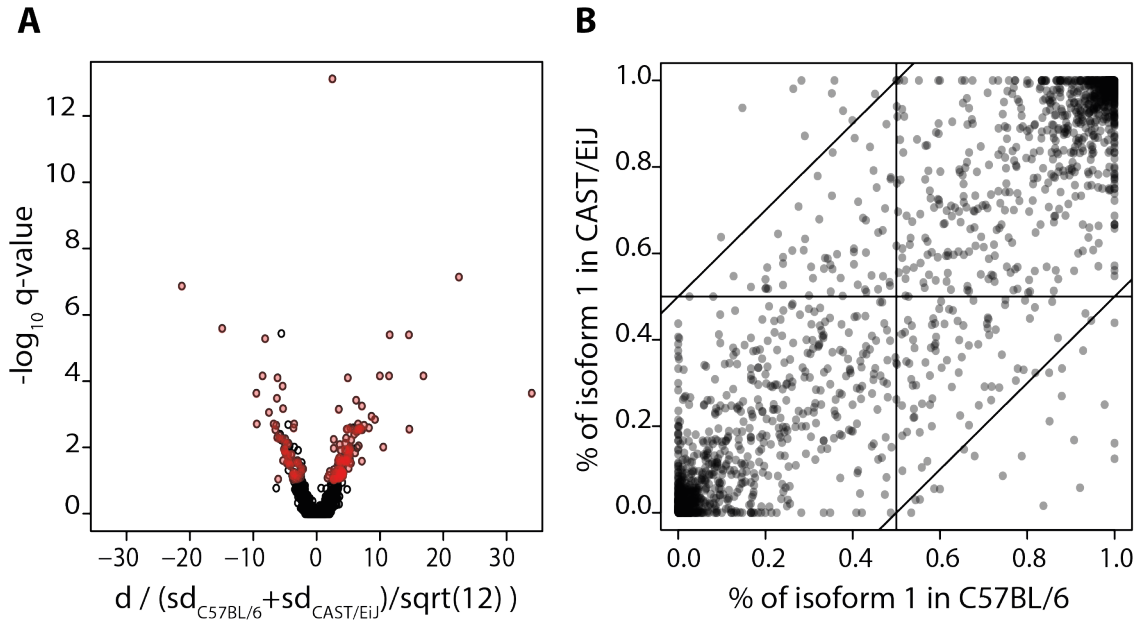 A
12
10
8
6
4
2
0
-log10 q-value
−30 −20 −10 0 10 20 30
d / (sdC57BL/6+sdCAST/EiJ)/sqrt(12) )
B
1.0
0.8
0.6
0.4
0.2
0.0
% of isoform 1 in CAST/EiJ
0.0 0.2 0.4 0.6 0.8 1.0
% of isoform 1 in C57BL/6